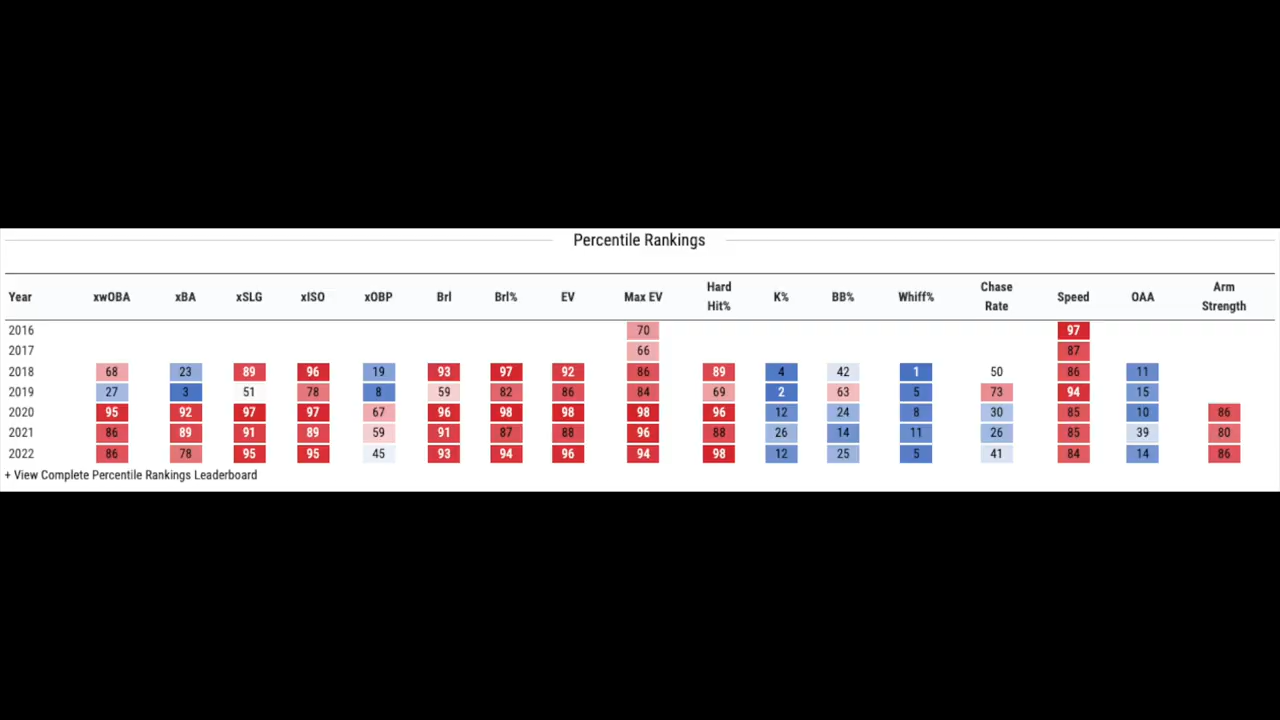 Percentile Rankings
Year xwOBA xBA xSLG xISO xOBP Brl Brl% EV Max EV Hard Hit% K% BB% Whiff% Chase Rate Speed OAA Arm Strength
2016 70 97
2017 66 87
2018 68 23 89 96 19 93 97 92 86 89 4 42 1 50 86 11
2019 27 3 51 78 8 59 82 86 84 69 2 63 5 73 94 15
2020 95 92 97 97 67 96 98 98 98 96 12 24 8 30 85 10 86
2021 86 89 91 89 59 91 87 88 96 88 26 14 11 26 85 39 80
2022 86 78 95 95 45 93 94 96 94 98 12 25 5 41 84 14 86
+ View Complete Percentile Rankings Leaderboard